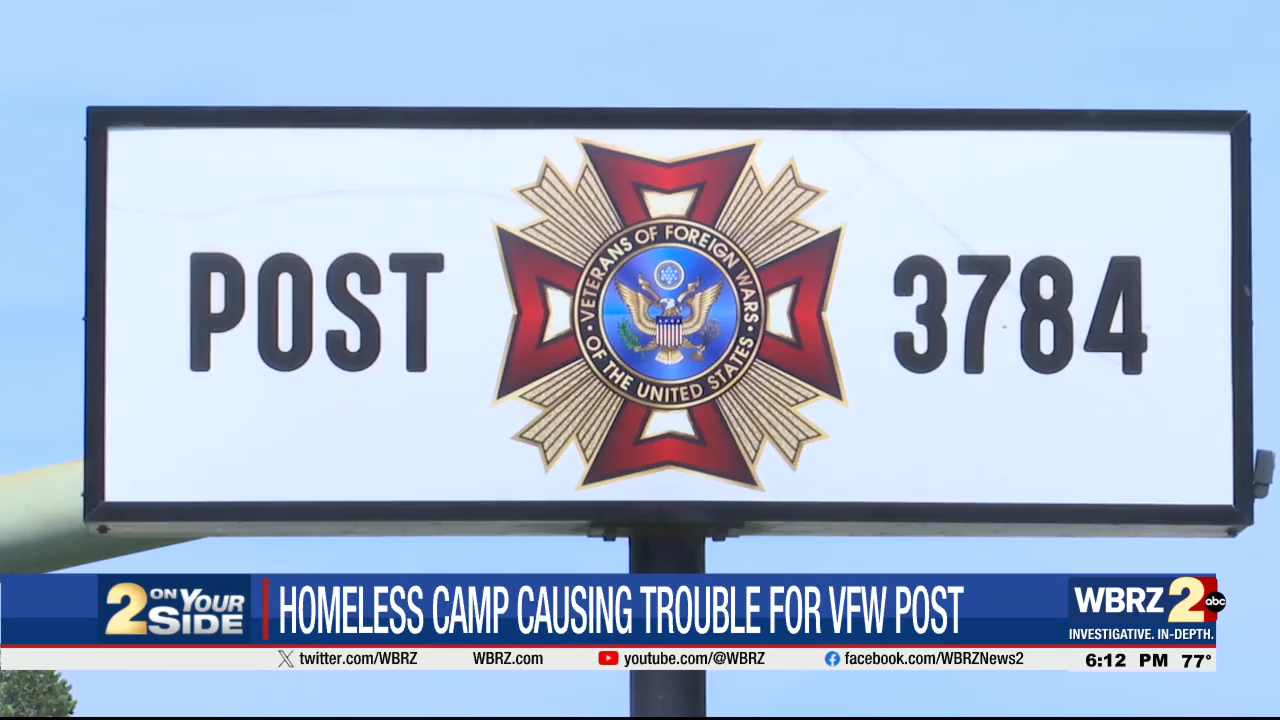 POST
VETERANS OF FOREIGN WARS
OF THE UNITED STATES
3784
2 ON YOUR SIDE
HOMELESS CAMP CAUSING TROUBLE FOR VFW POST
WBRZ 2 abc
INVESTIGATIVE. IN-DEPTH.
twitter.com/WBRZ WBRZ.com youtube.com/@WBRZ facebook.com/WBRZNews2 6:12 PM 77°